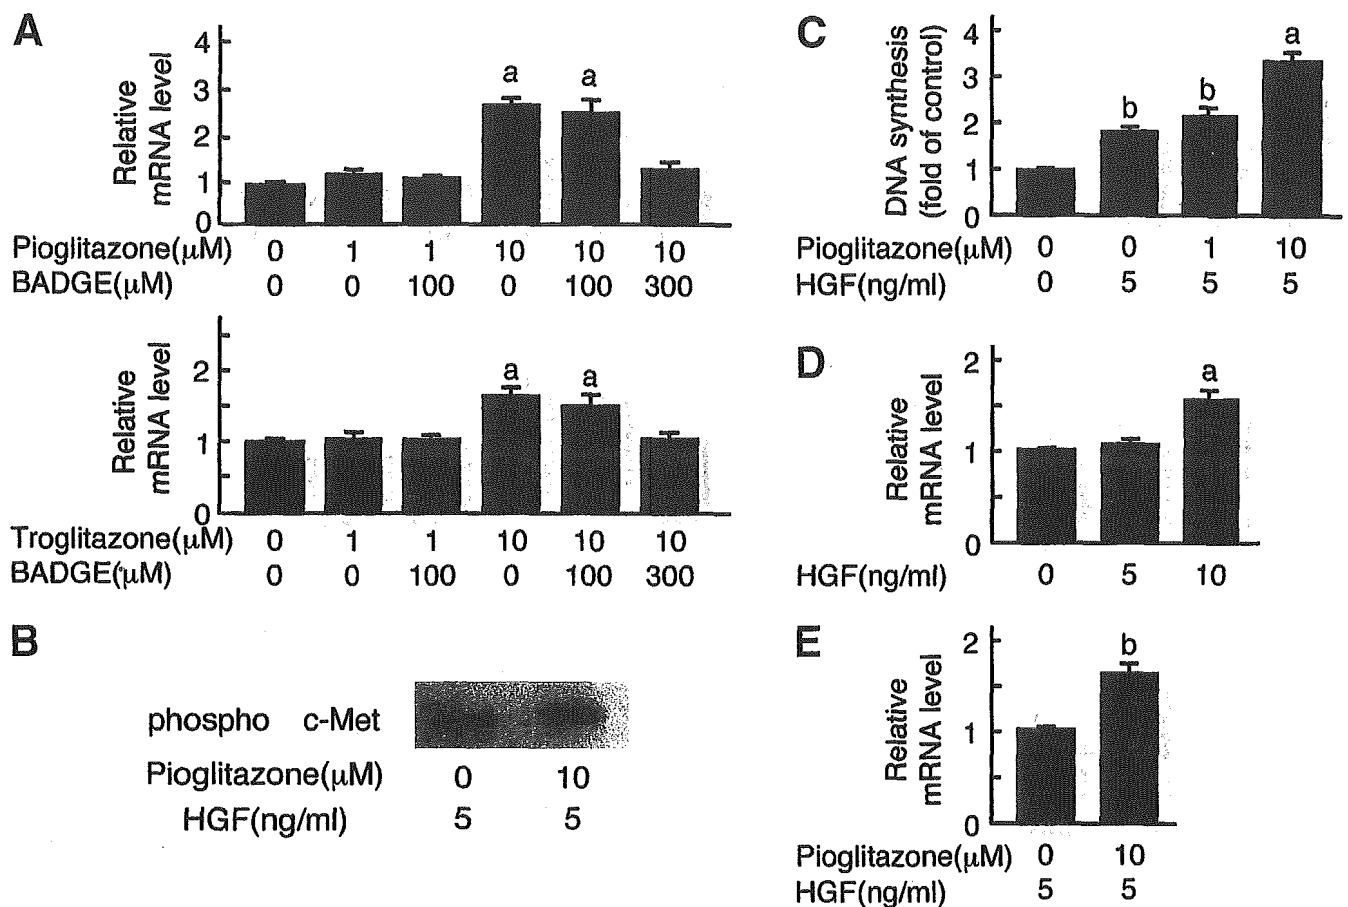 A
Relative
mRNA level
4
3
2
1
0
a a
Pioglitazone(μM) 0 1 1 10 10 10
BADGE(μM) 0 0 100 0 100 300
Relative
mRNA level
2
1
0
a a
Troglitazone(μM) 0 1 1 10 10 10
BADGE(μM) 0 0 100 0 100 300
B
phospho c-Met
Pioglitazone(μM) 0 10
HGF(ng/ml) 5 5
C
DNA synthesis
(fold of control)
4
3
2
1
0
b b a
Pioglitazone(μM) 0 0 1 10
HGF(ng/ml) 0 5 5 5
D
Relative
mRNA level
2
1
0
a
HGF(ng/ml) 0 5 10
E
Relative
mRNA level
2
1
0
b
Pioglitazone(μM) 0 10
HGF(ng/ml) 5 5